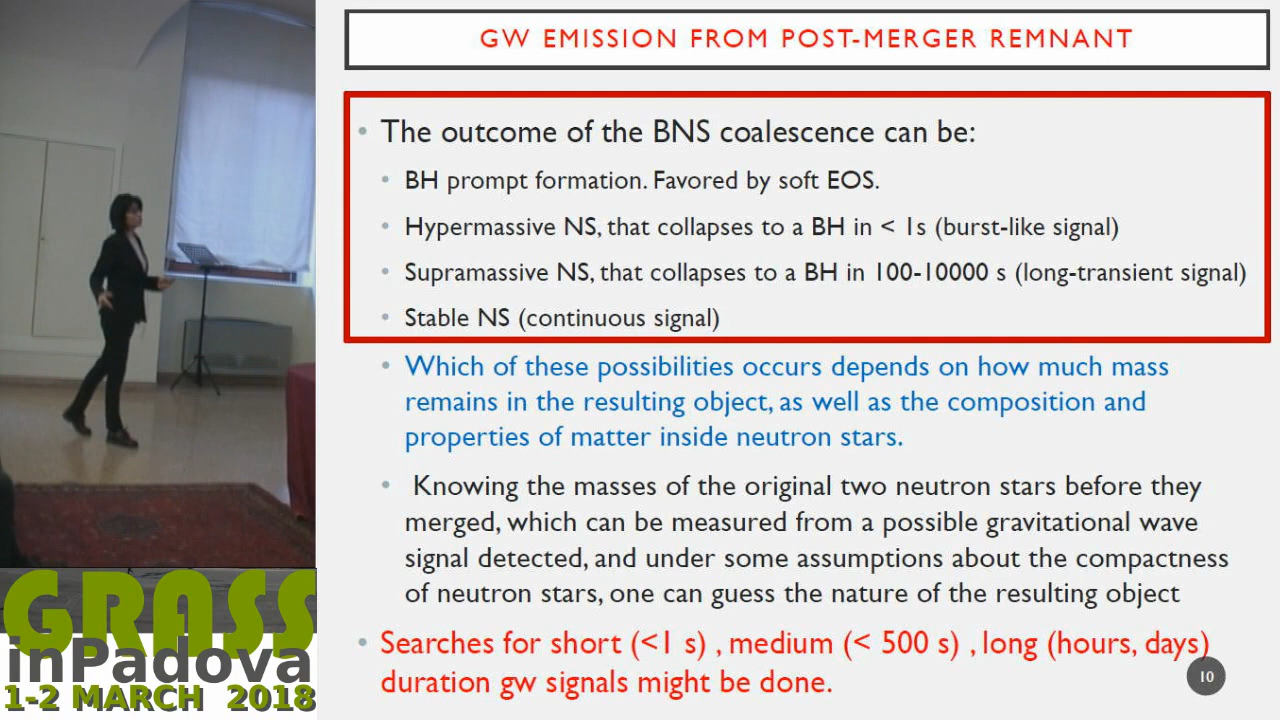 GW EMISSION FROM POST-MERGER REMNANT
• The outcome of the BNS coalescence can be:
• BH prompt formation. Favored by soft EOS.
• Hypermassive NS, that collapses to a BH in < 1s (burst-like signal)
• Supramassive NS, that collapses to a BH in 100-10000 s (long-transient signal)
• Stable NS (continuous signal)
• Which of these possibilities occurs depends on how much mass
remains in the resulting object, as well as the composition and
properties of matter inside neutron stars.
• Knowing the masses of the original two neutron stars before they
merged, which can be measured from a possible gravitational wave
signal detected, and under some assumptions about the compactness
of neutron stars, one can guess the nature of the resulting object
• Searches for short (<1 s) , medium (< 500 s) , long (hours, days)
duration gw signals might be done.
10
GRASS
inPadova
1-2 MARCH 2018